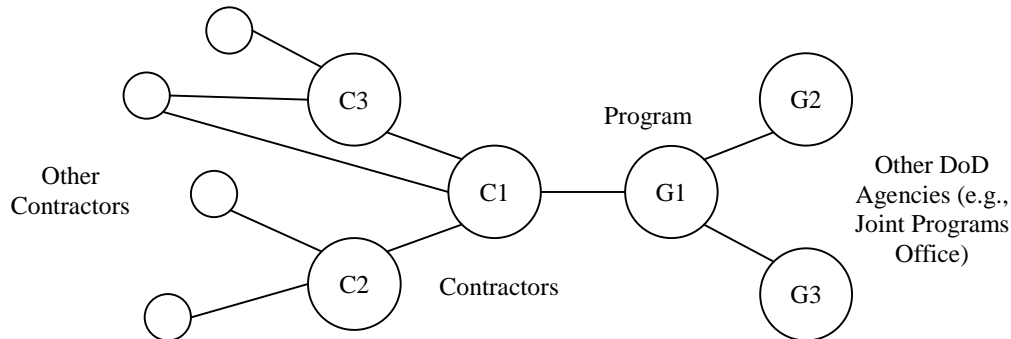 C3
G2
Program
Other
Contractors
C1
G1
Other DoD
Agencies (e.g.,
Joint Programs
Office)
C2
Contractors
G3